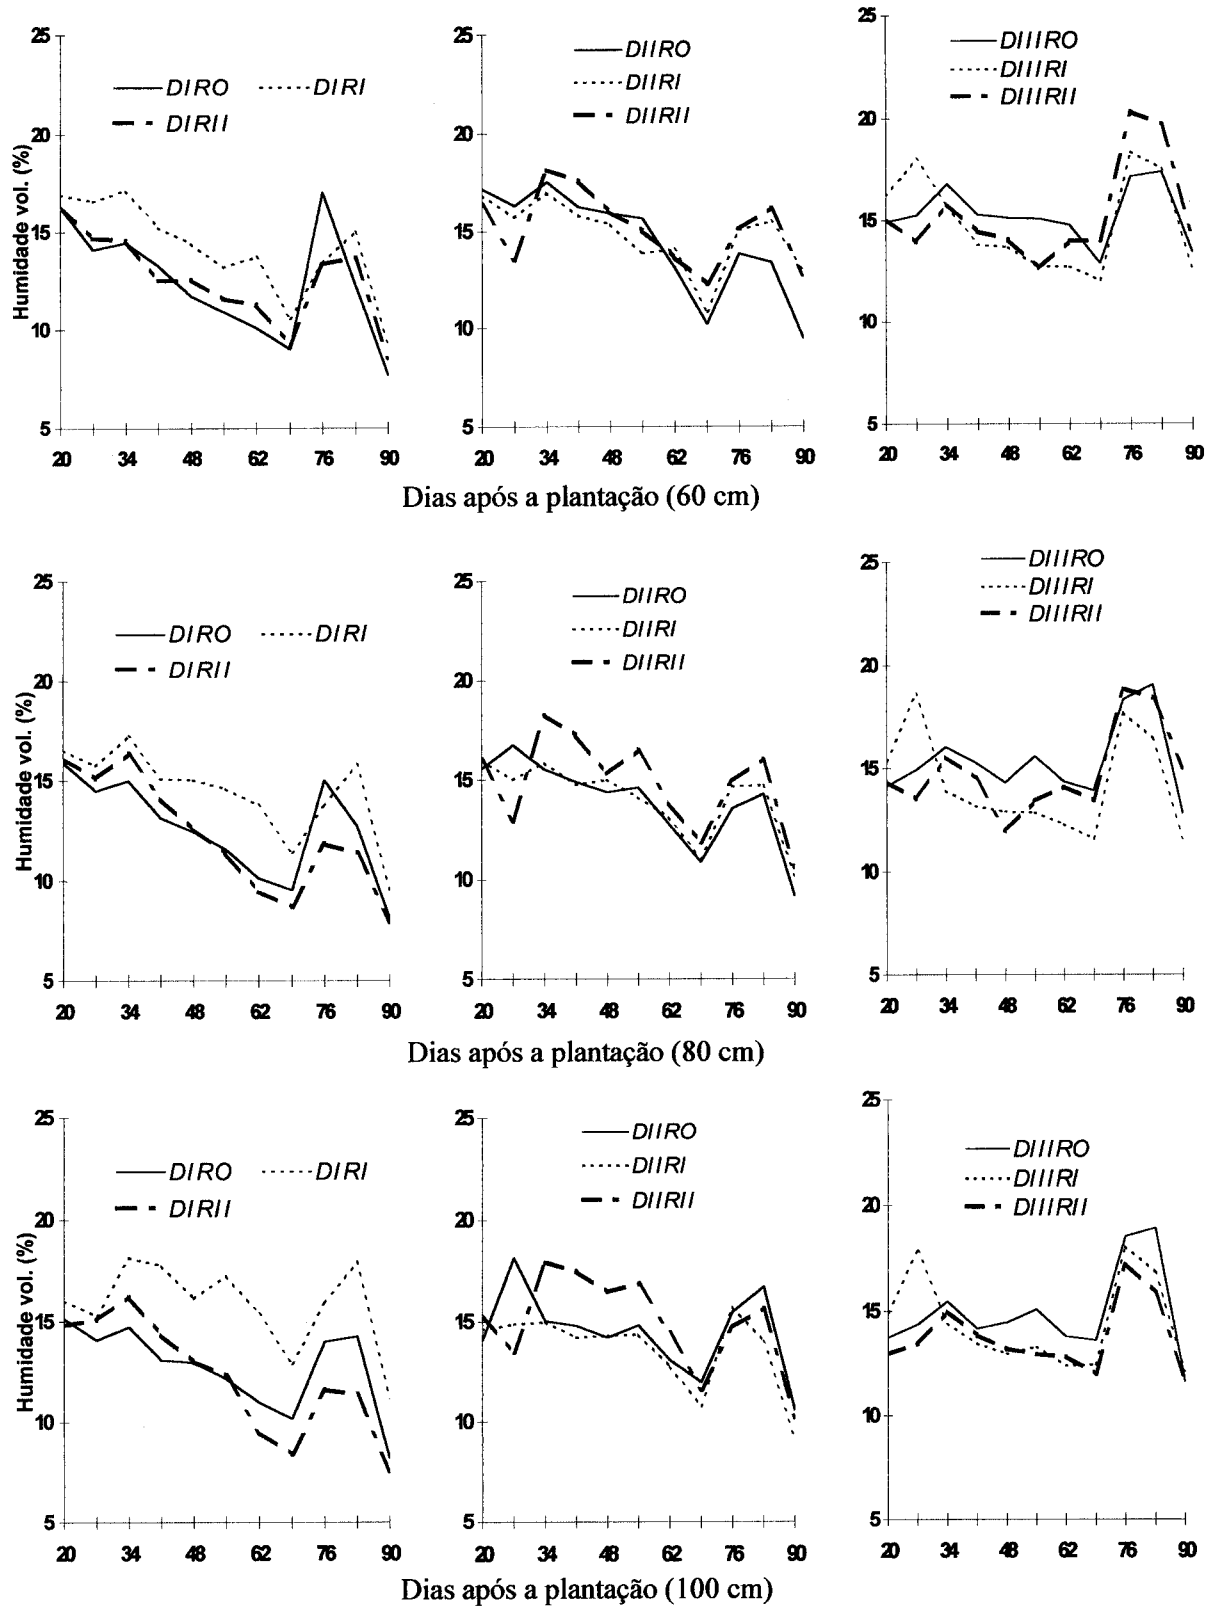 Humidade vol. (%)
25
20
15
10
5
DIRO DIRI
DIRII
20 34 48 62 76 90
25
20
15
10
5
DIIRO
DIIRI
DIIRII
20 34 48 62 76 90
25
20
15
10
5
DIIIRO
DIIIRI
DIIIRII
20 34 48 62 76 90
Dias após a plantação (60 cm)
Humidade vol. (%)
25
20
15
10
5
DIRO DIRI
DIRII
20 34 48 62 76 90
25
20
15
10
5
DIIRO
DIIRI
DIIRII
20 34 48 62 76 90
25
20
15
10
5
DIIIRO
DIIIRI
DIIIRII
20 34 48 62 76 90
Dias após a plantação (80 cm)
Humidade vol. (%)
25
20
15
10
5
DIRO DIRI
DIRII
20 34 48 62 76 90
25
20
15
10
5
DIIRO
DIIRI
DIIRII
20 34 48 62 76 90
25
20
15
10
5
DIIIRO
DIIIRI
DIIIRII
20 34 48 62 76 90
Dias após a plantação (100 cm)